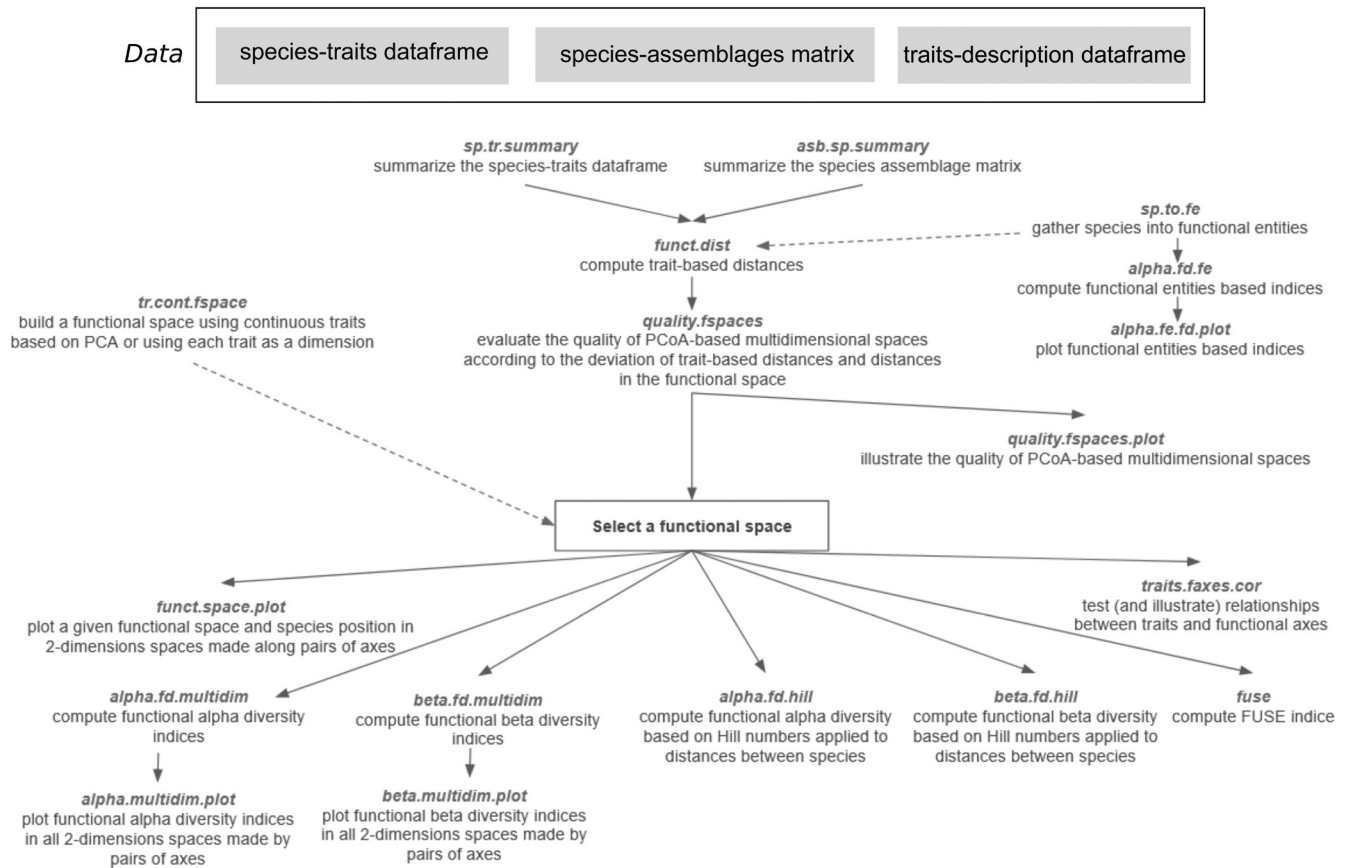 Data
species-traits dataframe
species-assemblages matrix
traits-description dataframe
sp.tr.summary
summarize the species-traits dataframe
asb.sp.summary
summarize the species assemblage matrix
sp.to.fe
gather species into functional entities
funct.dist
compute trait-based distances
alpha.fd.fe
compute functional entities based indices
tr.cont.fspace
build a functional space using continuous traits
based on PCA or using each trait as a dimension
quality.fspaces
evaluate the quality of PCoA-based multidimensional spaces
according to the deviation of trait-based distances and distances
in the functional space
alpha.fe.fd.plot
plot functional entities based indices
quality.fspaces.plot
illustrate the quality of PCoA-based multidimensional spaces
Select a functional space
funct.space.plot
plot a given functional space and species position in
2-dimensions spaces made along pairs of axes
traits.faxes.cor
test (and illustrate) relationships
between traits and functional axes
alpha.fd.multidim
compute functional alpha diversity
indices
beta.fd.multidim
compute functional beta diversity
indices
alpha.fd.hill
compute functional alpha diversity
based on Hill numbers applied to
distances between species
beta.fd.hill
compute functional beta diversity
based on Hill numbers applied to
distances between species
fuse
compute FUSE indice
alpha.multidim.plot
plot functional alpha diversity indices
in all 2-dimensions spaces made by
pairs of axes
beta.multidim.plot
plot functional beta diversity indices
in all 2-dimensions spaces made by
pairs of axes